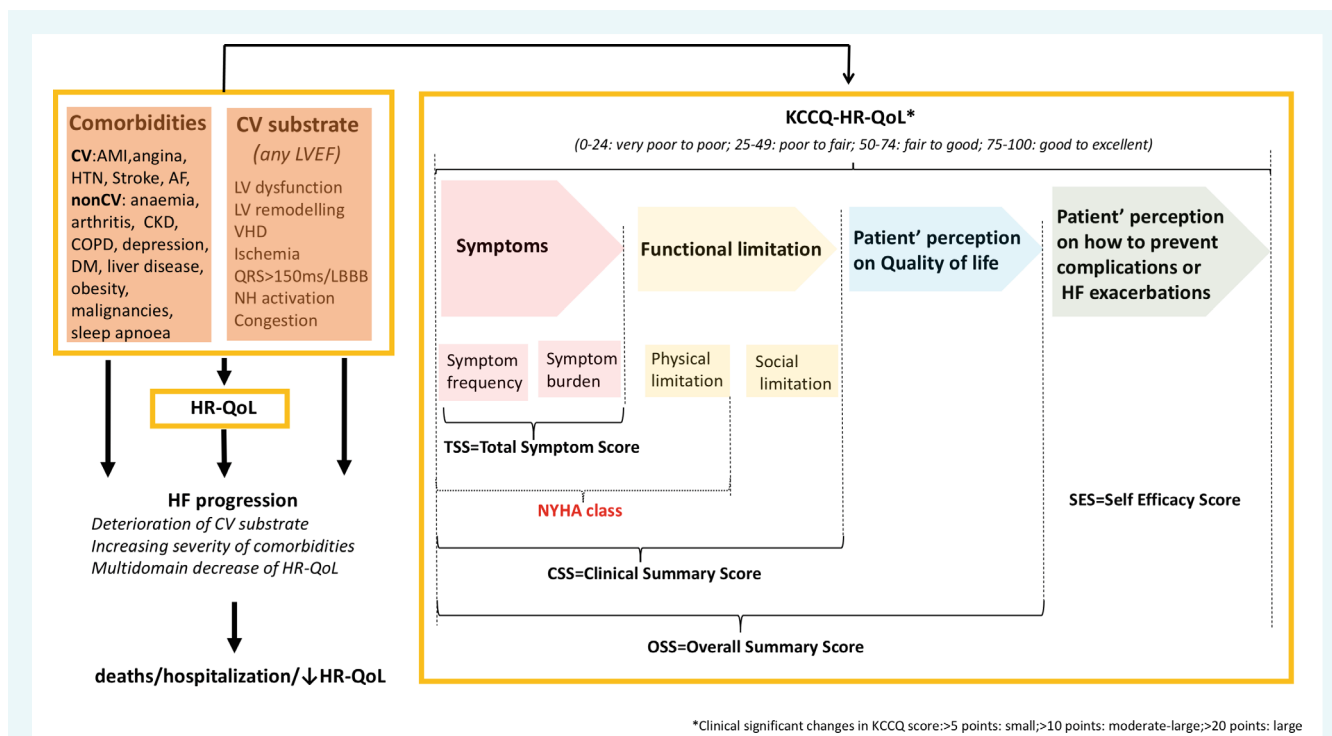 Comorbidities
CV:AMI,angina,
HTN, Stroke, AF,
nonCV: anaemia,
arthritis, CKD,
COPD, depression,
DM, liver disease,
obesity,
malignancies,
sleep apnoea
CV substrate
(any LVEF)
LV dysfunction
LV remodelling
VHD
Ischemia
QRS>150ms/LBBB
NH activation
Congestion
HR-QoL
HF progression
Deterioration of CV substrate
Increasing severity of comorbidities
Multidomain decrease of HR-QoL
deaths/hospitalization/↓HR-QoL
KCCQ-HR-QoL*
(0-24: very poor to poor; 25-49: poor to fair; 50-74: fair to good; 75-100: good to excellent)
Symptoms
Functional limitation
Patient' perception
on Quality of life
Patient' perception
on how to prevent
complications or
HF exacerbations
Symptom
frequency
Symptom
burden
Physical
limitation
Social
limitation
TSS=Total Symptom Score
NYHA class
SES=Self Efficacy Score
CSS=Clinical Summary Score
OSS=Overall Summary Score
*Clinical significant changes in KCCQ score:>5 points: small;>10 points: moderate-large;>20 points: large